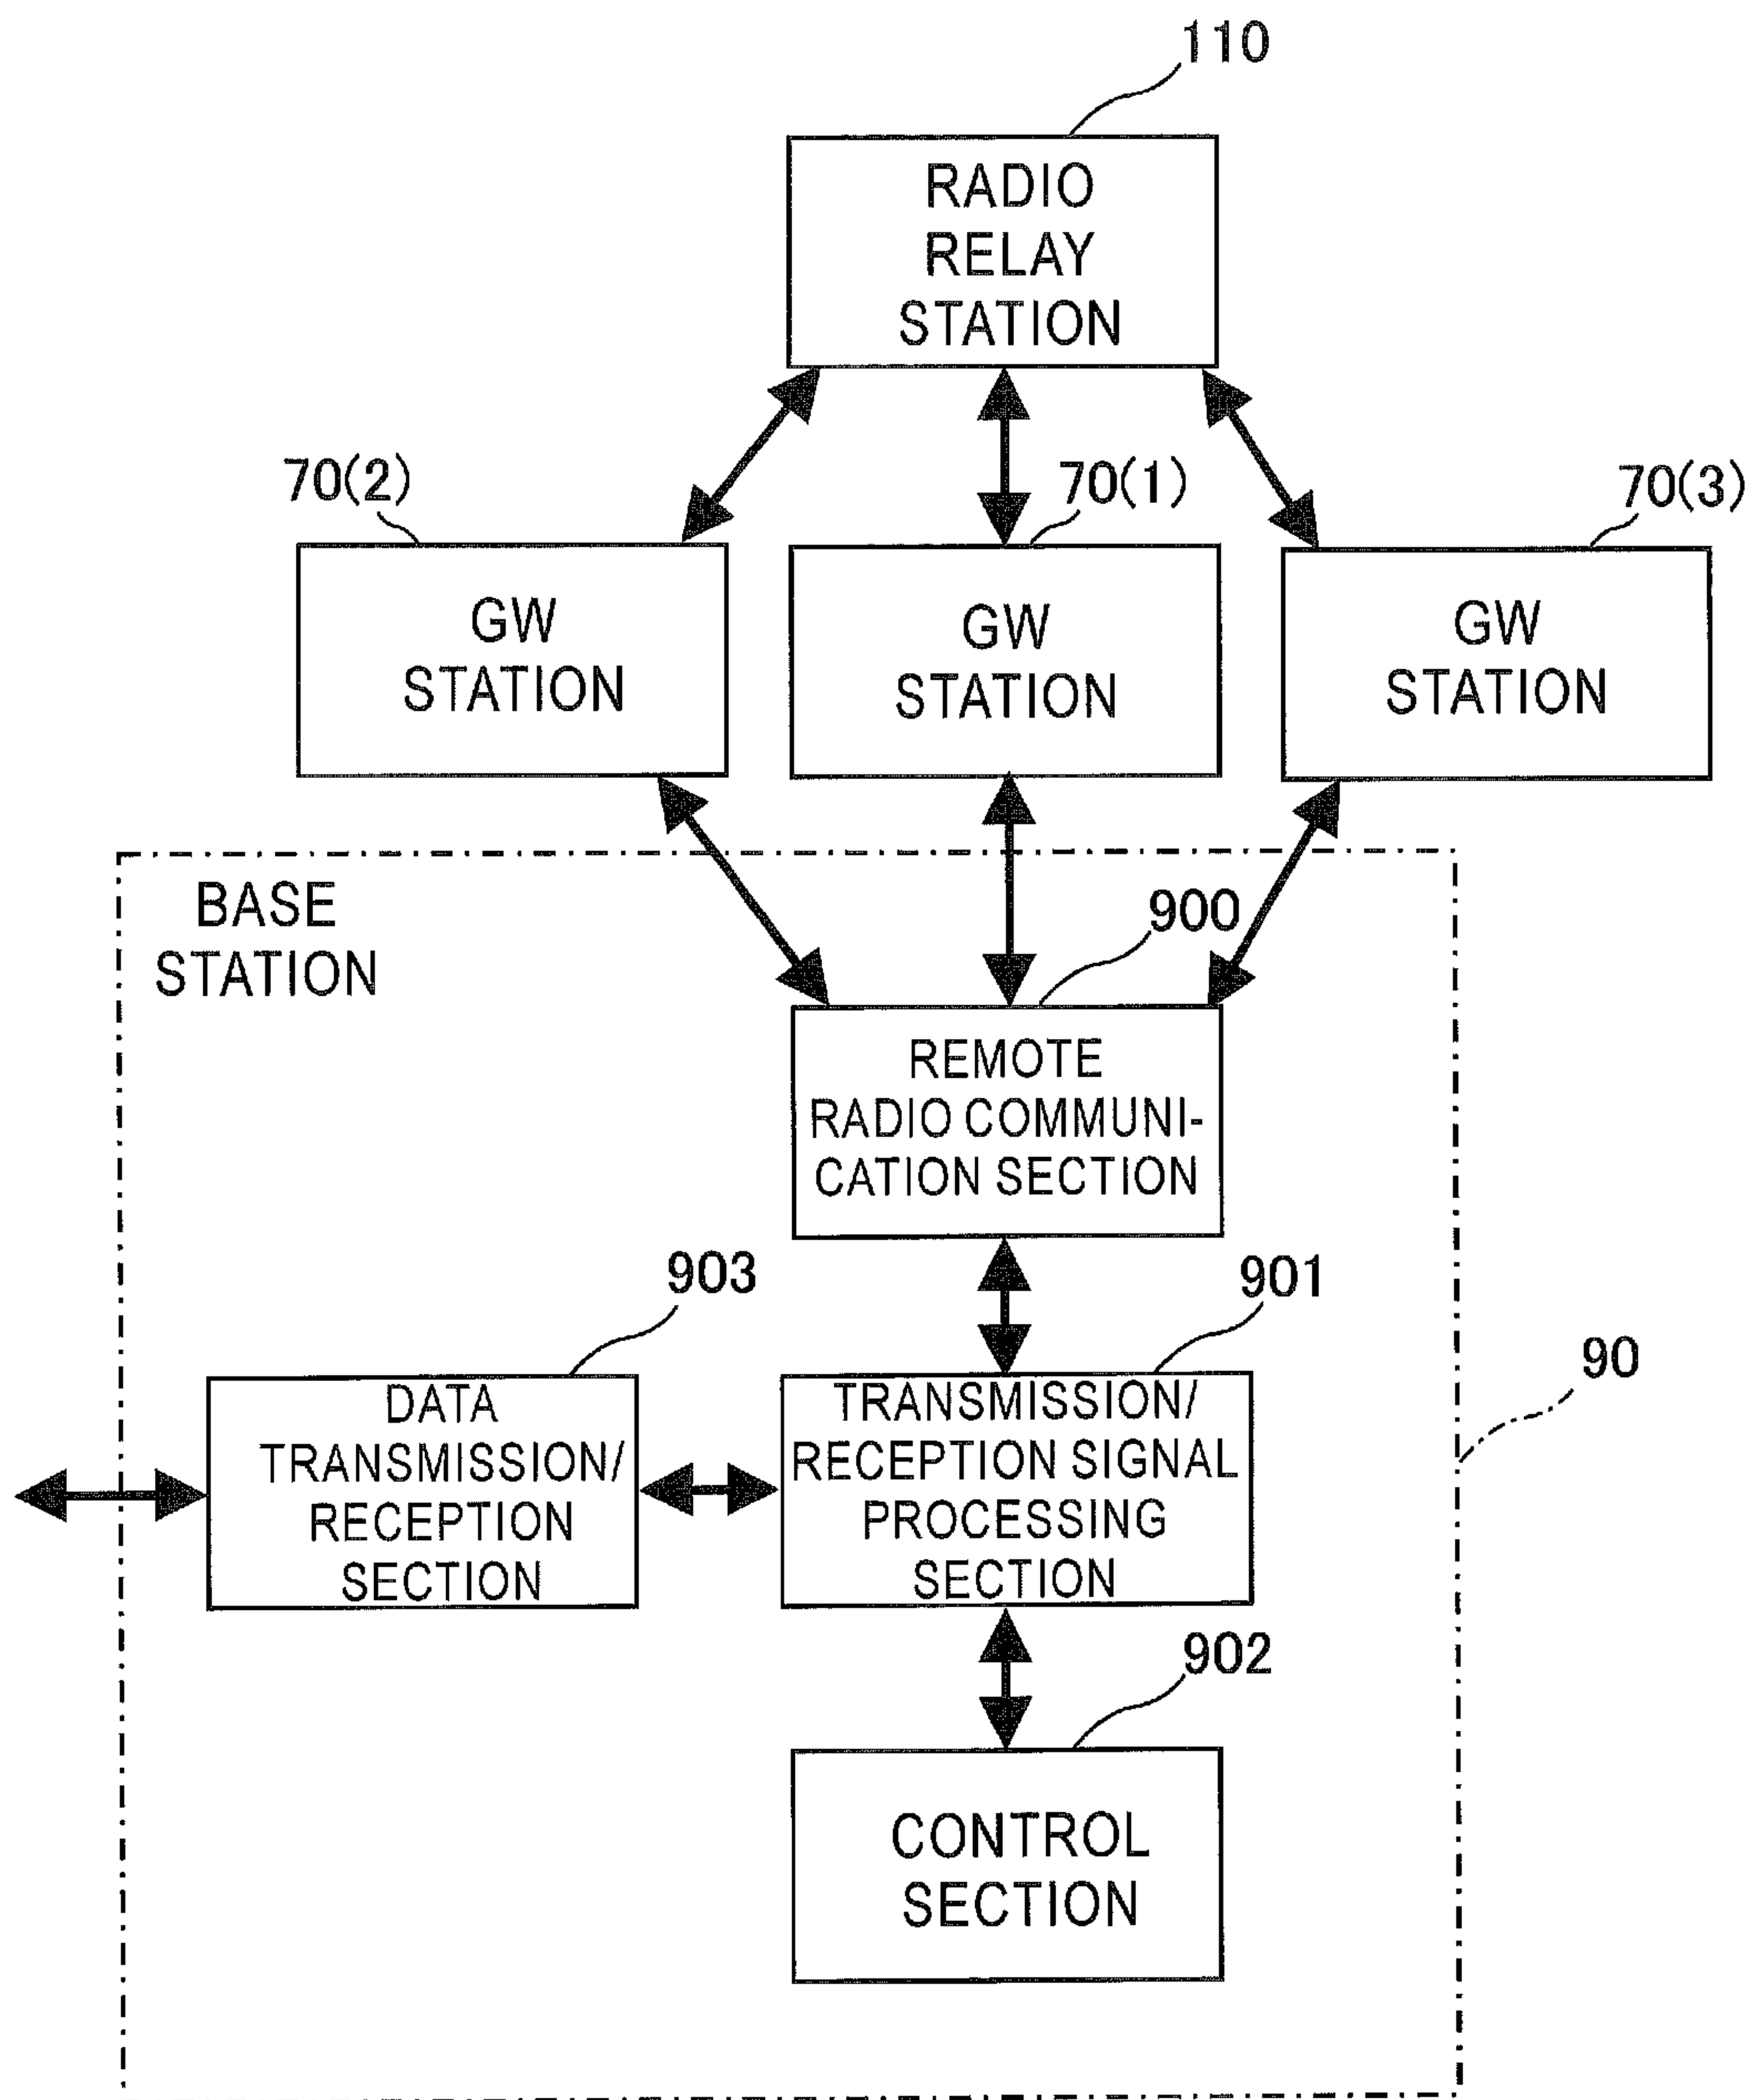 110
RADIO
RELAY
STATION
70(2)
70(1)
70(3)
GW
STATION
GW
STATION
GW
STATION
BASE
STATION
900
REMOTE
RADIO COMMUNI-
CATION SECTION
903
901
90
DATA
TRANSMISSION/
RECEPTION
SECTION
TRANSMISSION/
RECEPTION SIGNAL
PROCESSING
SECTION
902
CONTROL
SECTION